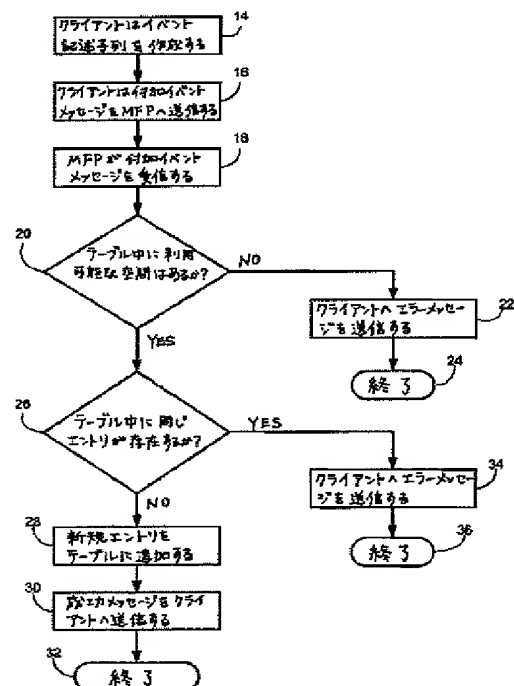 クライアントはイベント
記述子列を作成する
14
クライアントは付加イベント
メッセージをMFPへ送信する
16
MFPが付加イベント
メッセージを受信する
18
テーブル中に利用
可能な空間はあるか?
20
NO
クライアントへエラーメッセー
ジを送信する
22
終了
24
YES
テーブル中に同じ
エントリが存在するか?
26
YES
クライアントへエラーメッセー
ジを送信する
34
終了
36
NO
新規エントリを
テーブルに追加する
28
成功メッセージをクライ
アントへ送信する
30
終了
32